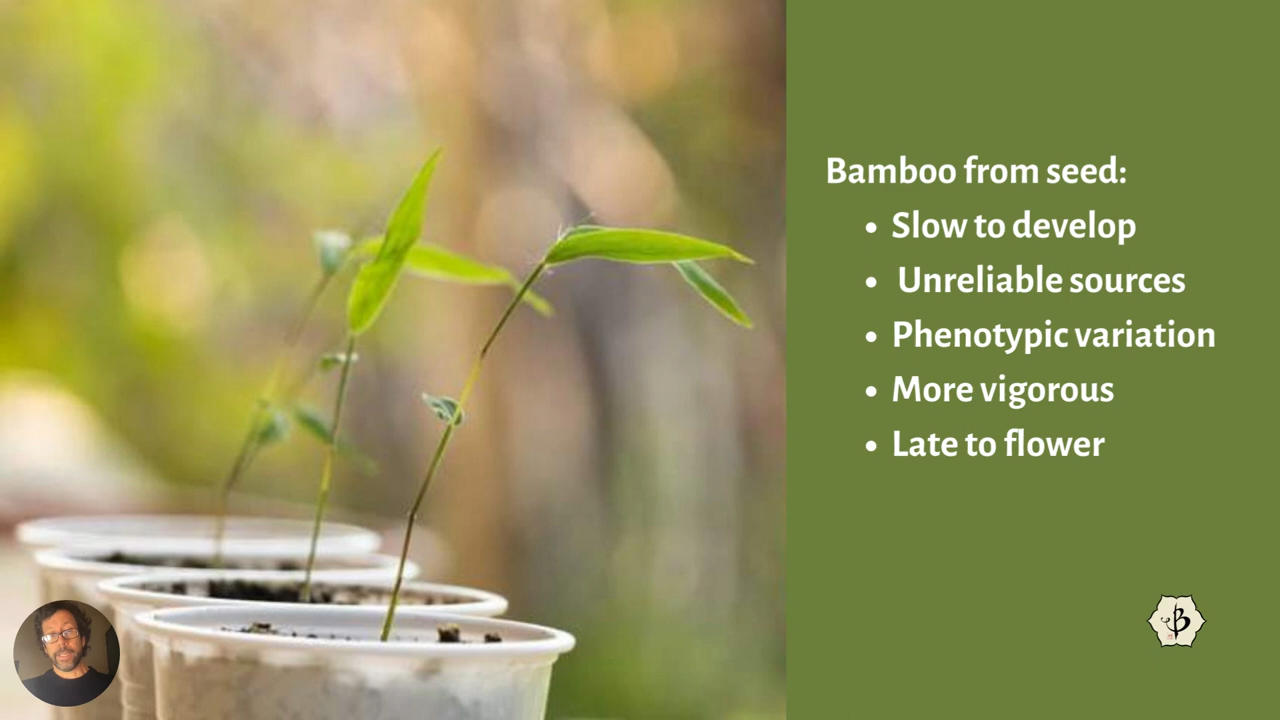 Bamboo from seed:
• Slow to develop
• Unreliable sources
• Phenotypic variation
• More vigorous
• Late to flower
B